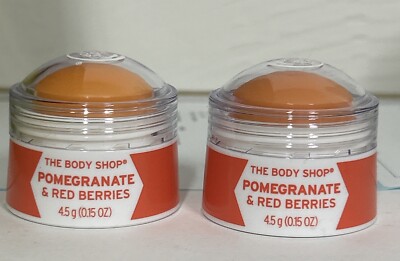 THE BODY SHOP®
POMEGRANATE
& RED BERRIES
4.5 g (0.15 OZ)
THE BODY SHOP®
POMEGRANATE
& RED BERRIES
4.5 g (0.15 OZ)